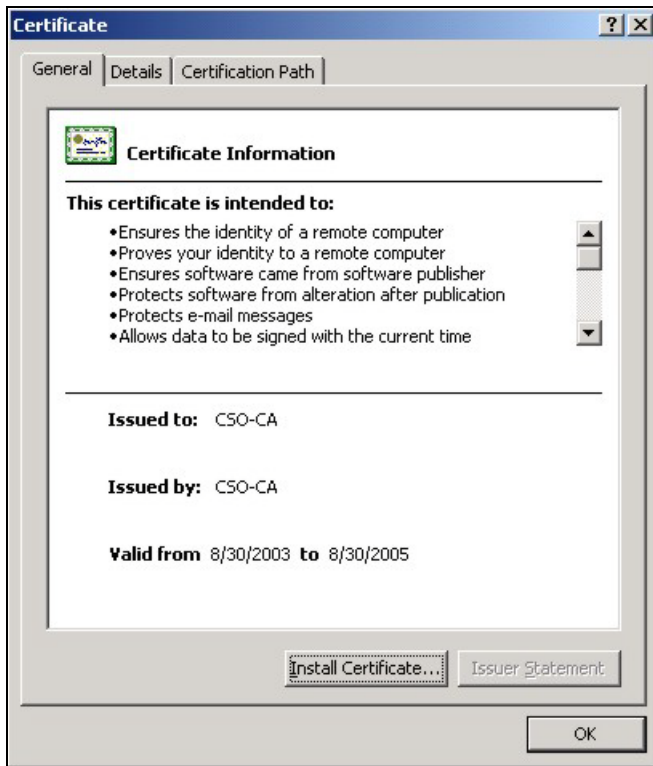 Certificate
General Details Certification Path
Certificate Information
This certificate is intended to:
•Ensures the identity of a remote computer
•Proves your identity to a remote computer
•Ensures software came from software publisher
•Protects software from alteration after publication
•Protects e-mail messages
•Allows data to be signed with the current time
Issued to: CSO-CA
Issued by: CSO-CA
Valid from 8/30/2003 to 8/30/2005
Install Certificate... Issuer Statement
OK